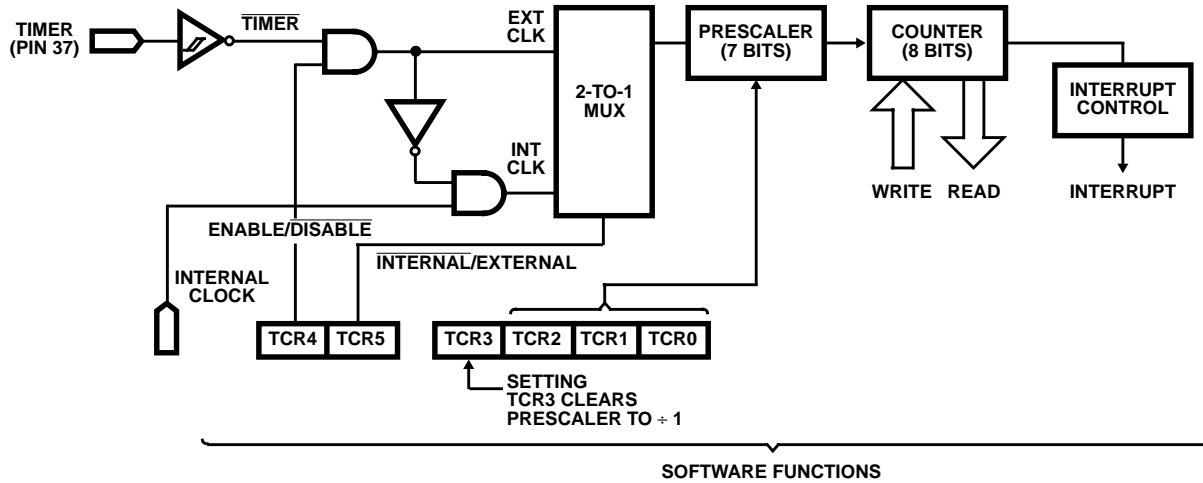 TIMER
(PIN 37)
TIMER
EXT
CLK
2-TO-1
MUX
PRESCALER
(7 BITS)
COUNTER
(8 BITS)
INTERRUPT
CONTROL
INT
CLK
WRITE
READ
INTERRUPT
ENABLE/DISABLE
INTERNAL/EXTERNAL
INTERNAL
CLOCK
TCR4
TCR5
TCR3
TCR2
TCR1
TCR0
SETTING
TCR3 CLEARS
PRESCALER TO ÷ 1
SOFTWARE FUNCTIONS